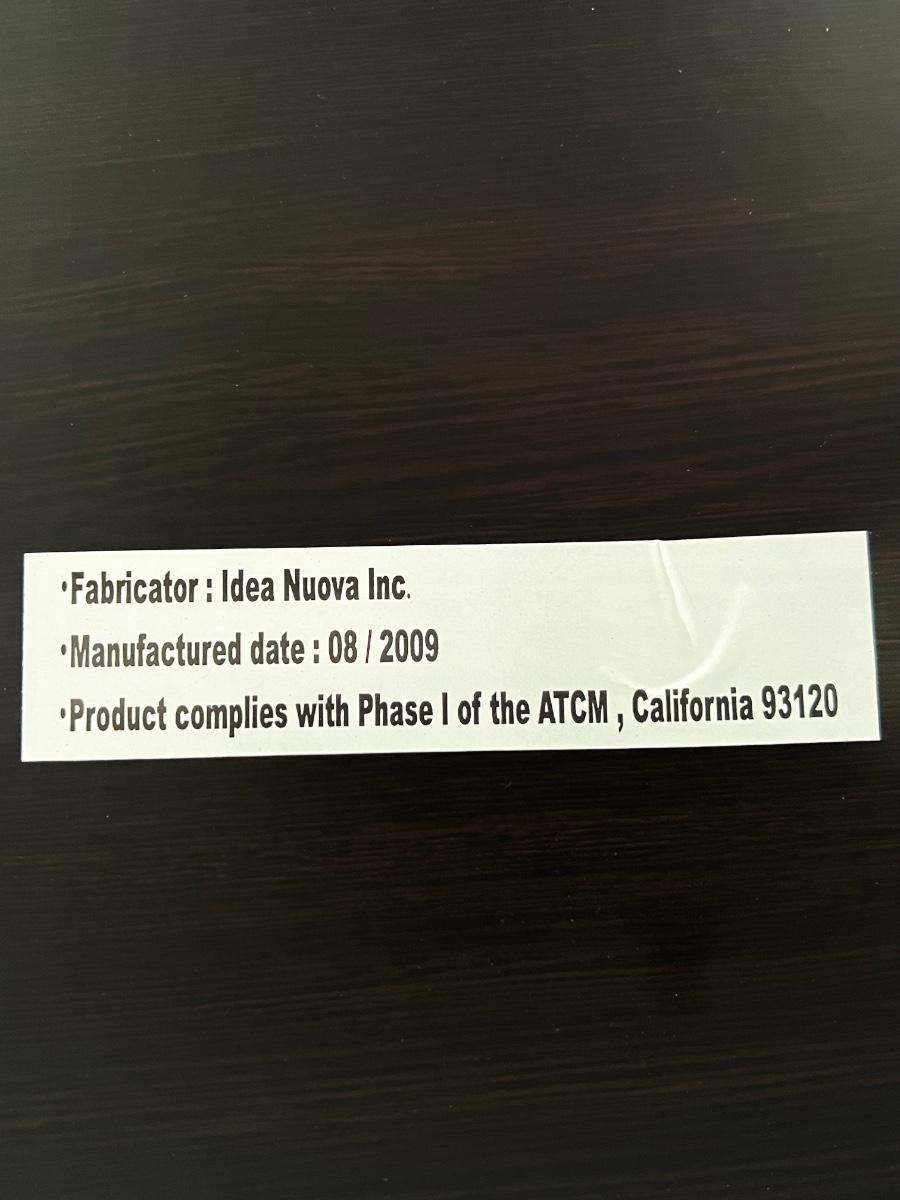 ·Fabricator : Idea Nuova Inc.
·Manufactured date : 08 / 2009
·Product complies with Phase I of the ATCM , California 93120